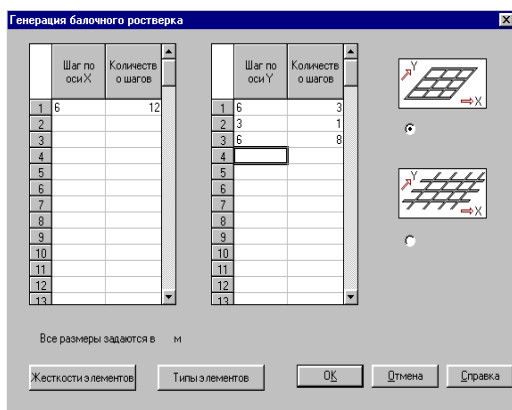 Генерация балочного ростверка
Шаг по оси X
Количеств о шагов
1 6 12
2
3
4
5
6
7
8
9
10
11
12
13
Шаг по оси Y
Количеств о шагов
1 6 3
2 3 1
3 6 8
4
5
6
7
8
9
10
11
12
13
Y
X
Y
X
Все размеры задаются в м
Жесткости элементов
Типы элементов
OK
Отмена
Справка